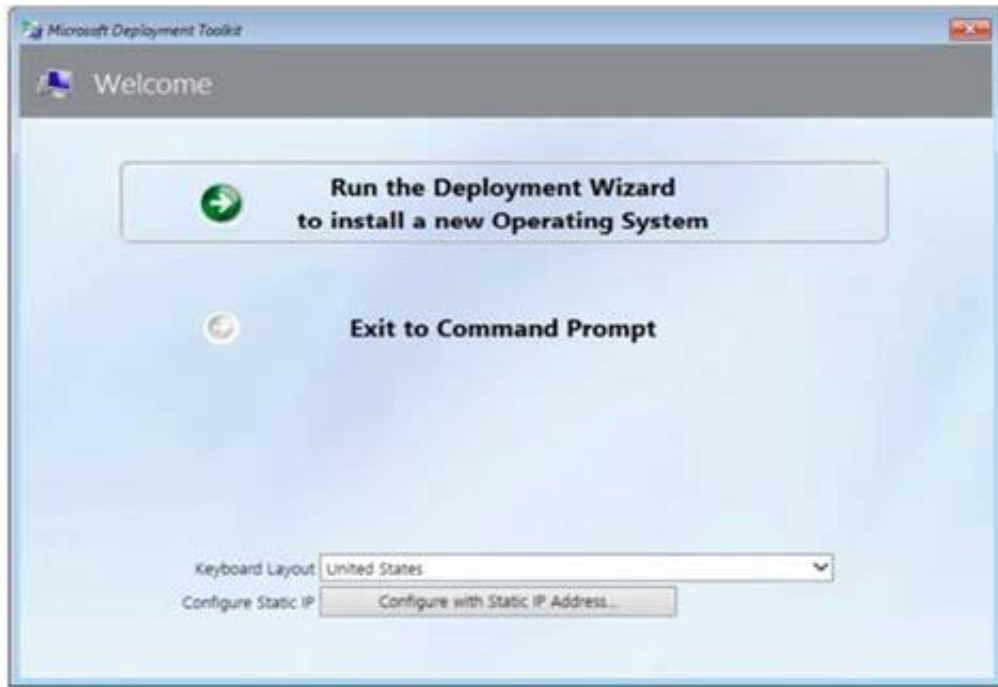 Microsoft Deployment Toolkit
Welcome
Run the Deployment Wizard
to install a new Operating System
Exit to Command Prompt
Keyboard Layout United States
Configure Static IP Configure with Static IP Address...